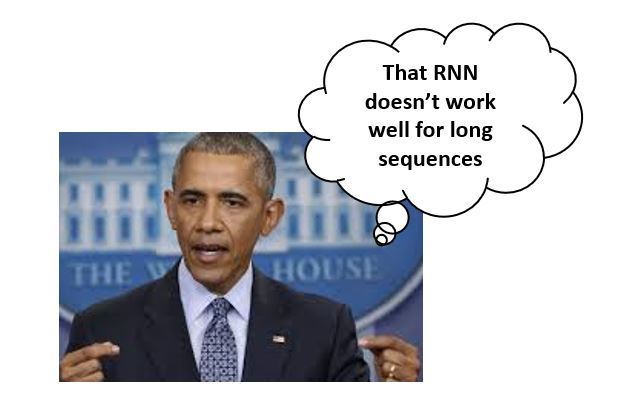 That RNN
doesn't work
well for long
sequences
THE W HOUSE